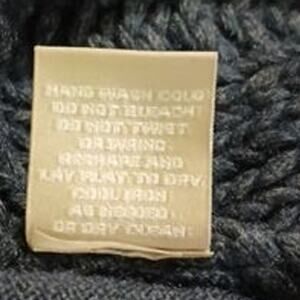 HAND WASH COLD
DO NOT BLEACH
DO NOT TWIST
OR WRING
RESHAPE AND
LAY FLAT TO DRY
COOL IRON
AS NEEDED
OR DRY CLEAN